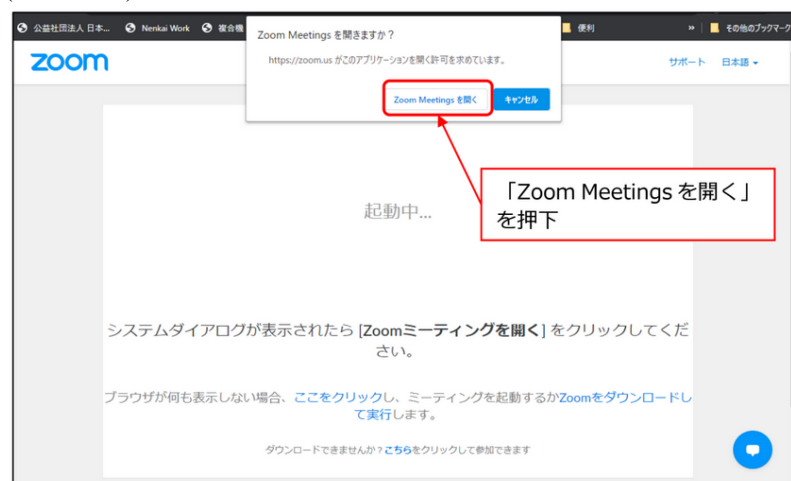 公益社団法人 日本...
Nenkai Work
複合機
便利
»
その他のブックマーク
Zoom Meetings を開きますか？
https://zoom.us がこのアプリケーションを開く許可を求めています。
Zoom Meetings を開く
キャンセル
zoom
サポート
日本語
「Zoom Meetings を開く」
を押下
起動中...
システムダイアログが表示されたら [Zoomミーティングを開く] をクリックしてくだ
さい。
ブラウザが何も表示しない場合、ここをクリックし、ミーティングを起動するかZoomをダウンロードし
て実行します。
ダウンロードできませんか？こちらをクリックして参加できます